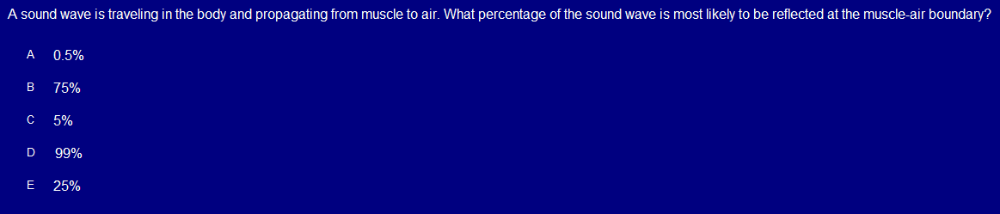 A sound wave is traveling in the body and propagating from muscle to air. What percentage of the sound wave is most likely to be reflected at the muscle-air boundary?
A 0.5%
B 75%
C 5%
D 99%
E 25%